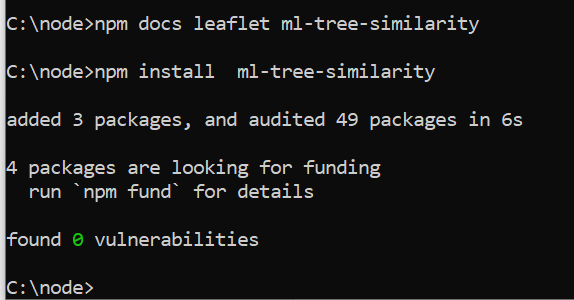 C:\node>npm docs leaflet ml-tree-similarity
C:\node>npm install  ml-tree-similarity
added 3 packages, and audited 49 packages in 6s
4 packages are looking for funding
  run `npm fund` for details
found 0 vulnerabilities
C:\node>